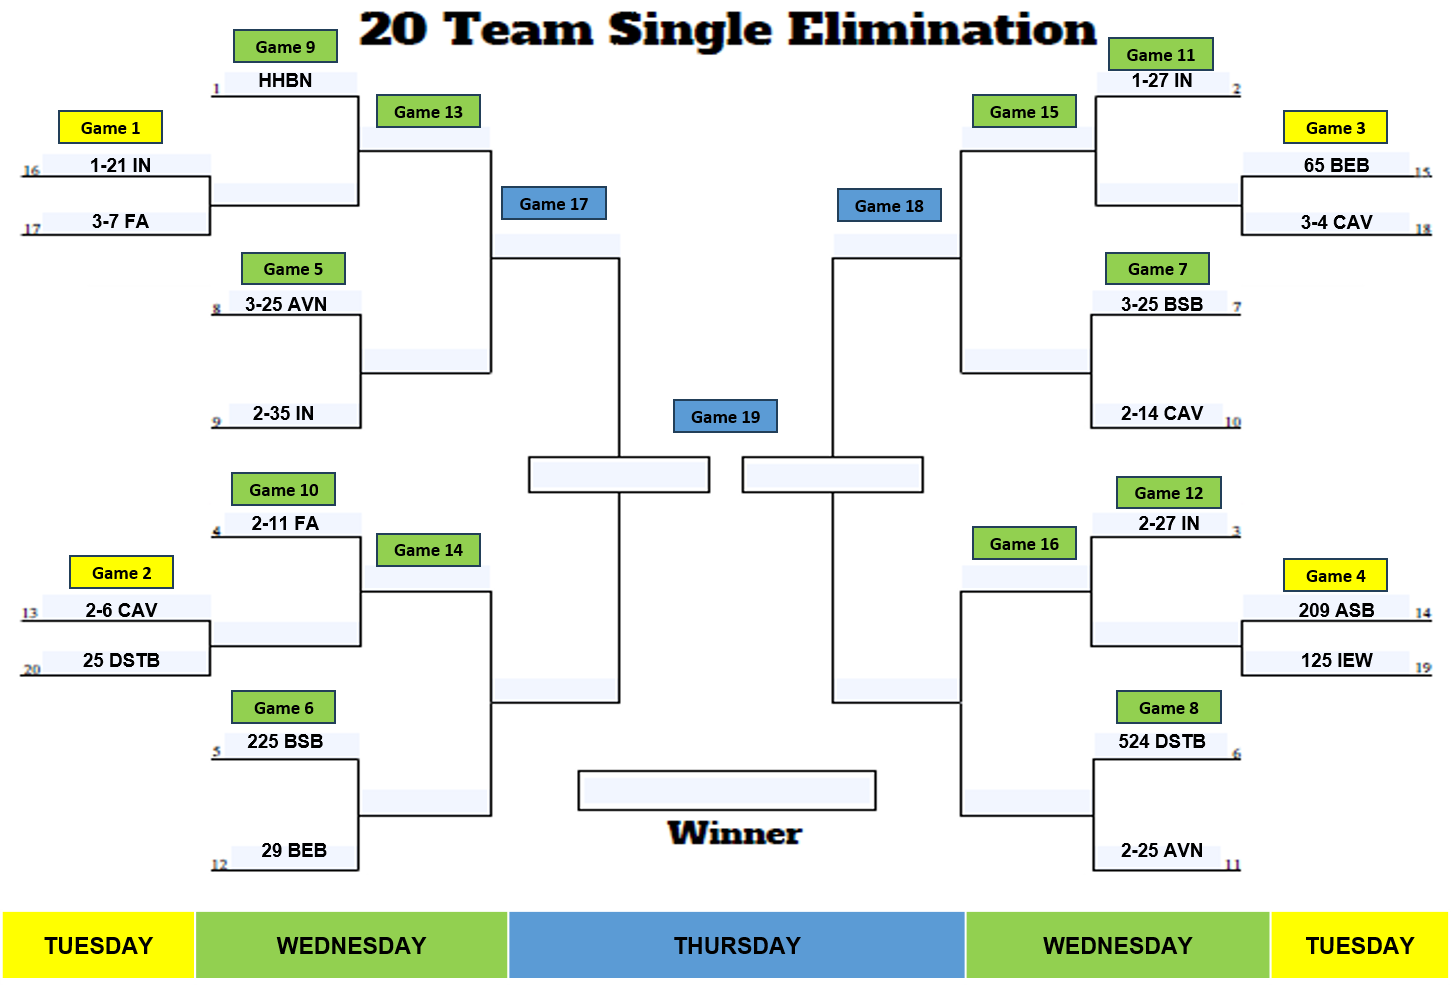 20 Team Single Elimination
Game 9
1 HHBN
Game 13
Game 1
16 1-21 IN
17 3-7 FA
Game 5
8 3-25 AVN
9 2-35 IN
Game 17
Game 10
4 2-11 FA
Game 14
Game 2
13 2-6 CAV
20 25 DSTB
Game 6
5 225 BSB
12 29 BEB
Game 19
Winner
Game 11
1-27 IN 2
Game 15
Game 3
65 BEB 15
3-4 CAV 18
Game 18
Game 7
3-25 BSB 7
2-14 CAV 10
Game 12
2-27 IN 3
Game 16
Game 4
209 ASB 14
125 IEW 19
Game 8
524 DSTB 6
2-25 AVN 11
TUESDAY
WEDNESDAY
THURSDAY
WEDNESDAY
TUESDAY